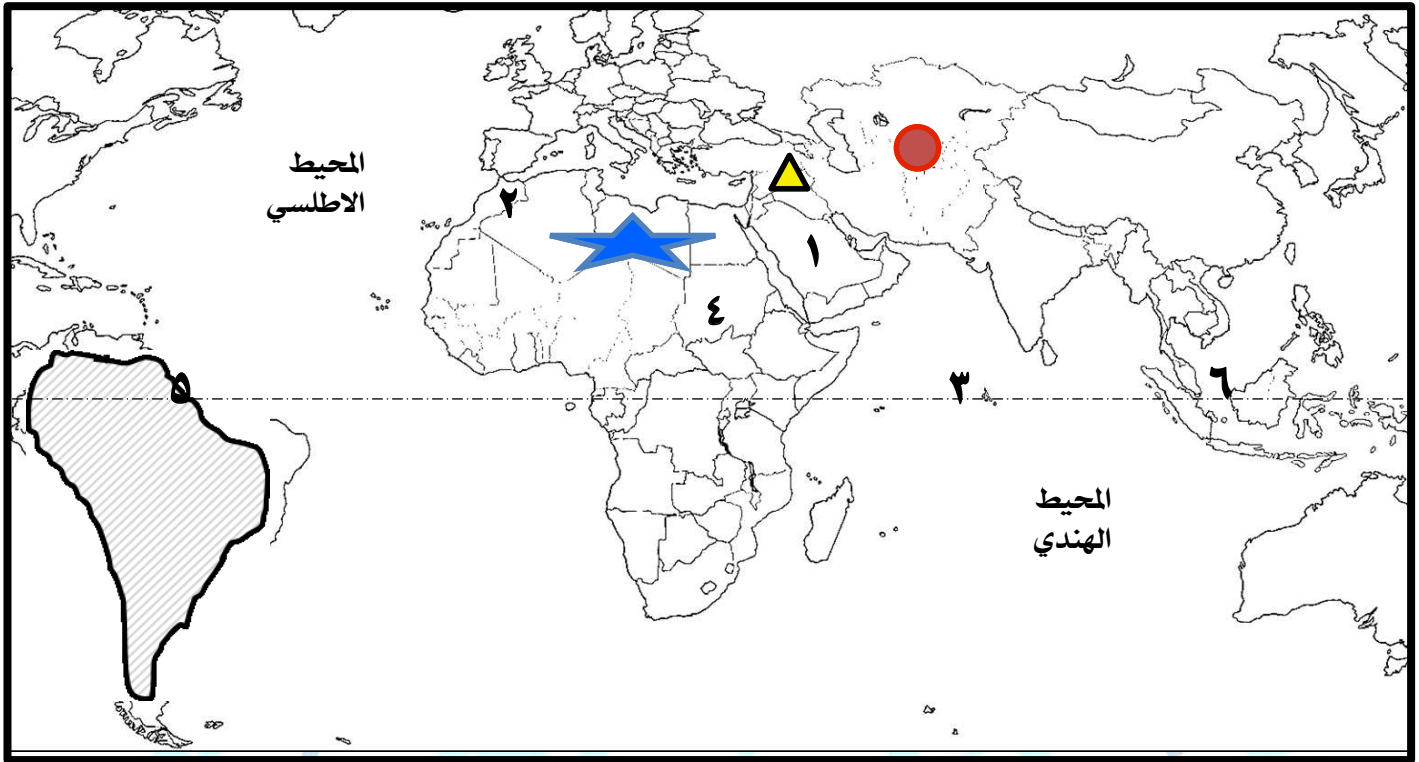 المحيط
الاطلسي
٢
١
٤
٥
٣
٦
المحيط
الهندي